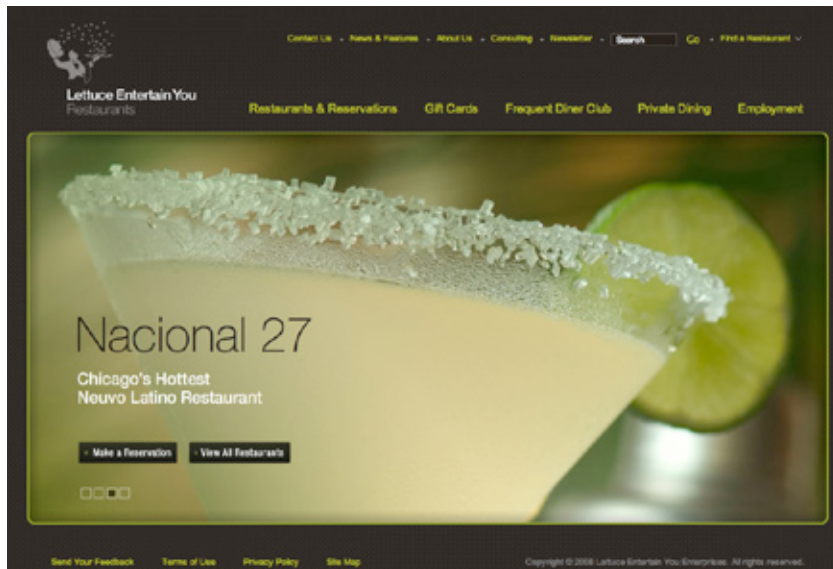 Contact Us - News & Features - About Us - Consulting - Newsletter - Search Go - Find a Restaurant
Lettuce Entertain You
Restaurants
Restaurants & Reservations Gift Cards Frequent Diner Club Private Dining Employment
Nacional 27
Chicago's Hottest
Neuvo Latino Restaurant
Make a Reservation View All Restaurants
Send Your Feedback Terms of Use Privacy Policy Site Map Copyright © 2008 Lettuce Entertain You Enterprises. All rights reserved.